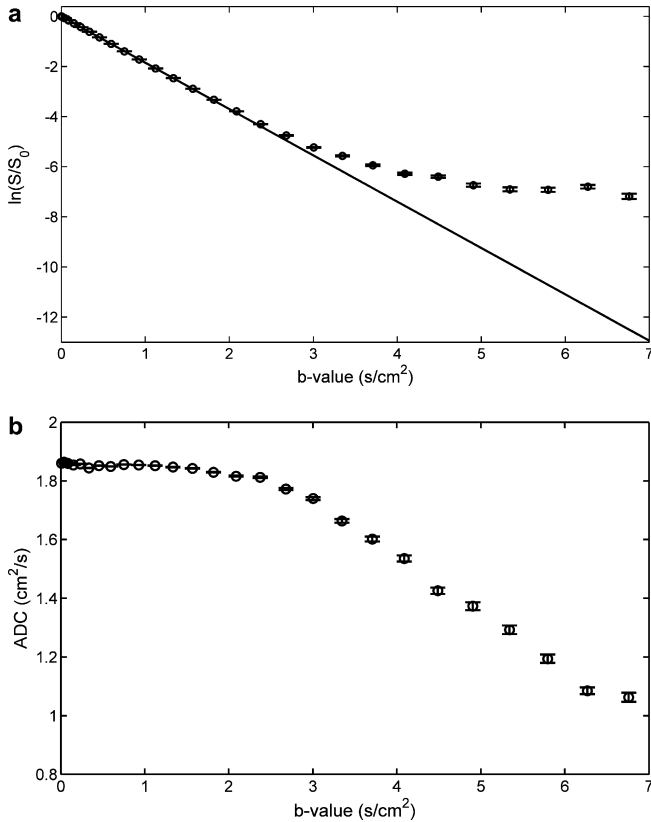 a
0
-2
-4
-6
-8
-10
-12
ln(S/S₀)
0 1 2 3 4 5 6 7
b-value (s/cm²)
b
2
1.8
1.6
1.4
1.2
1
0.8
ADC (cm²/s)
0 1 2 3 4 5 6 7
b-value (s/cm²)